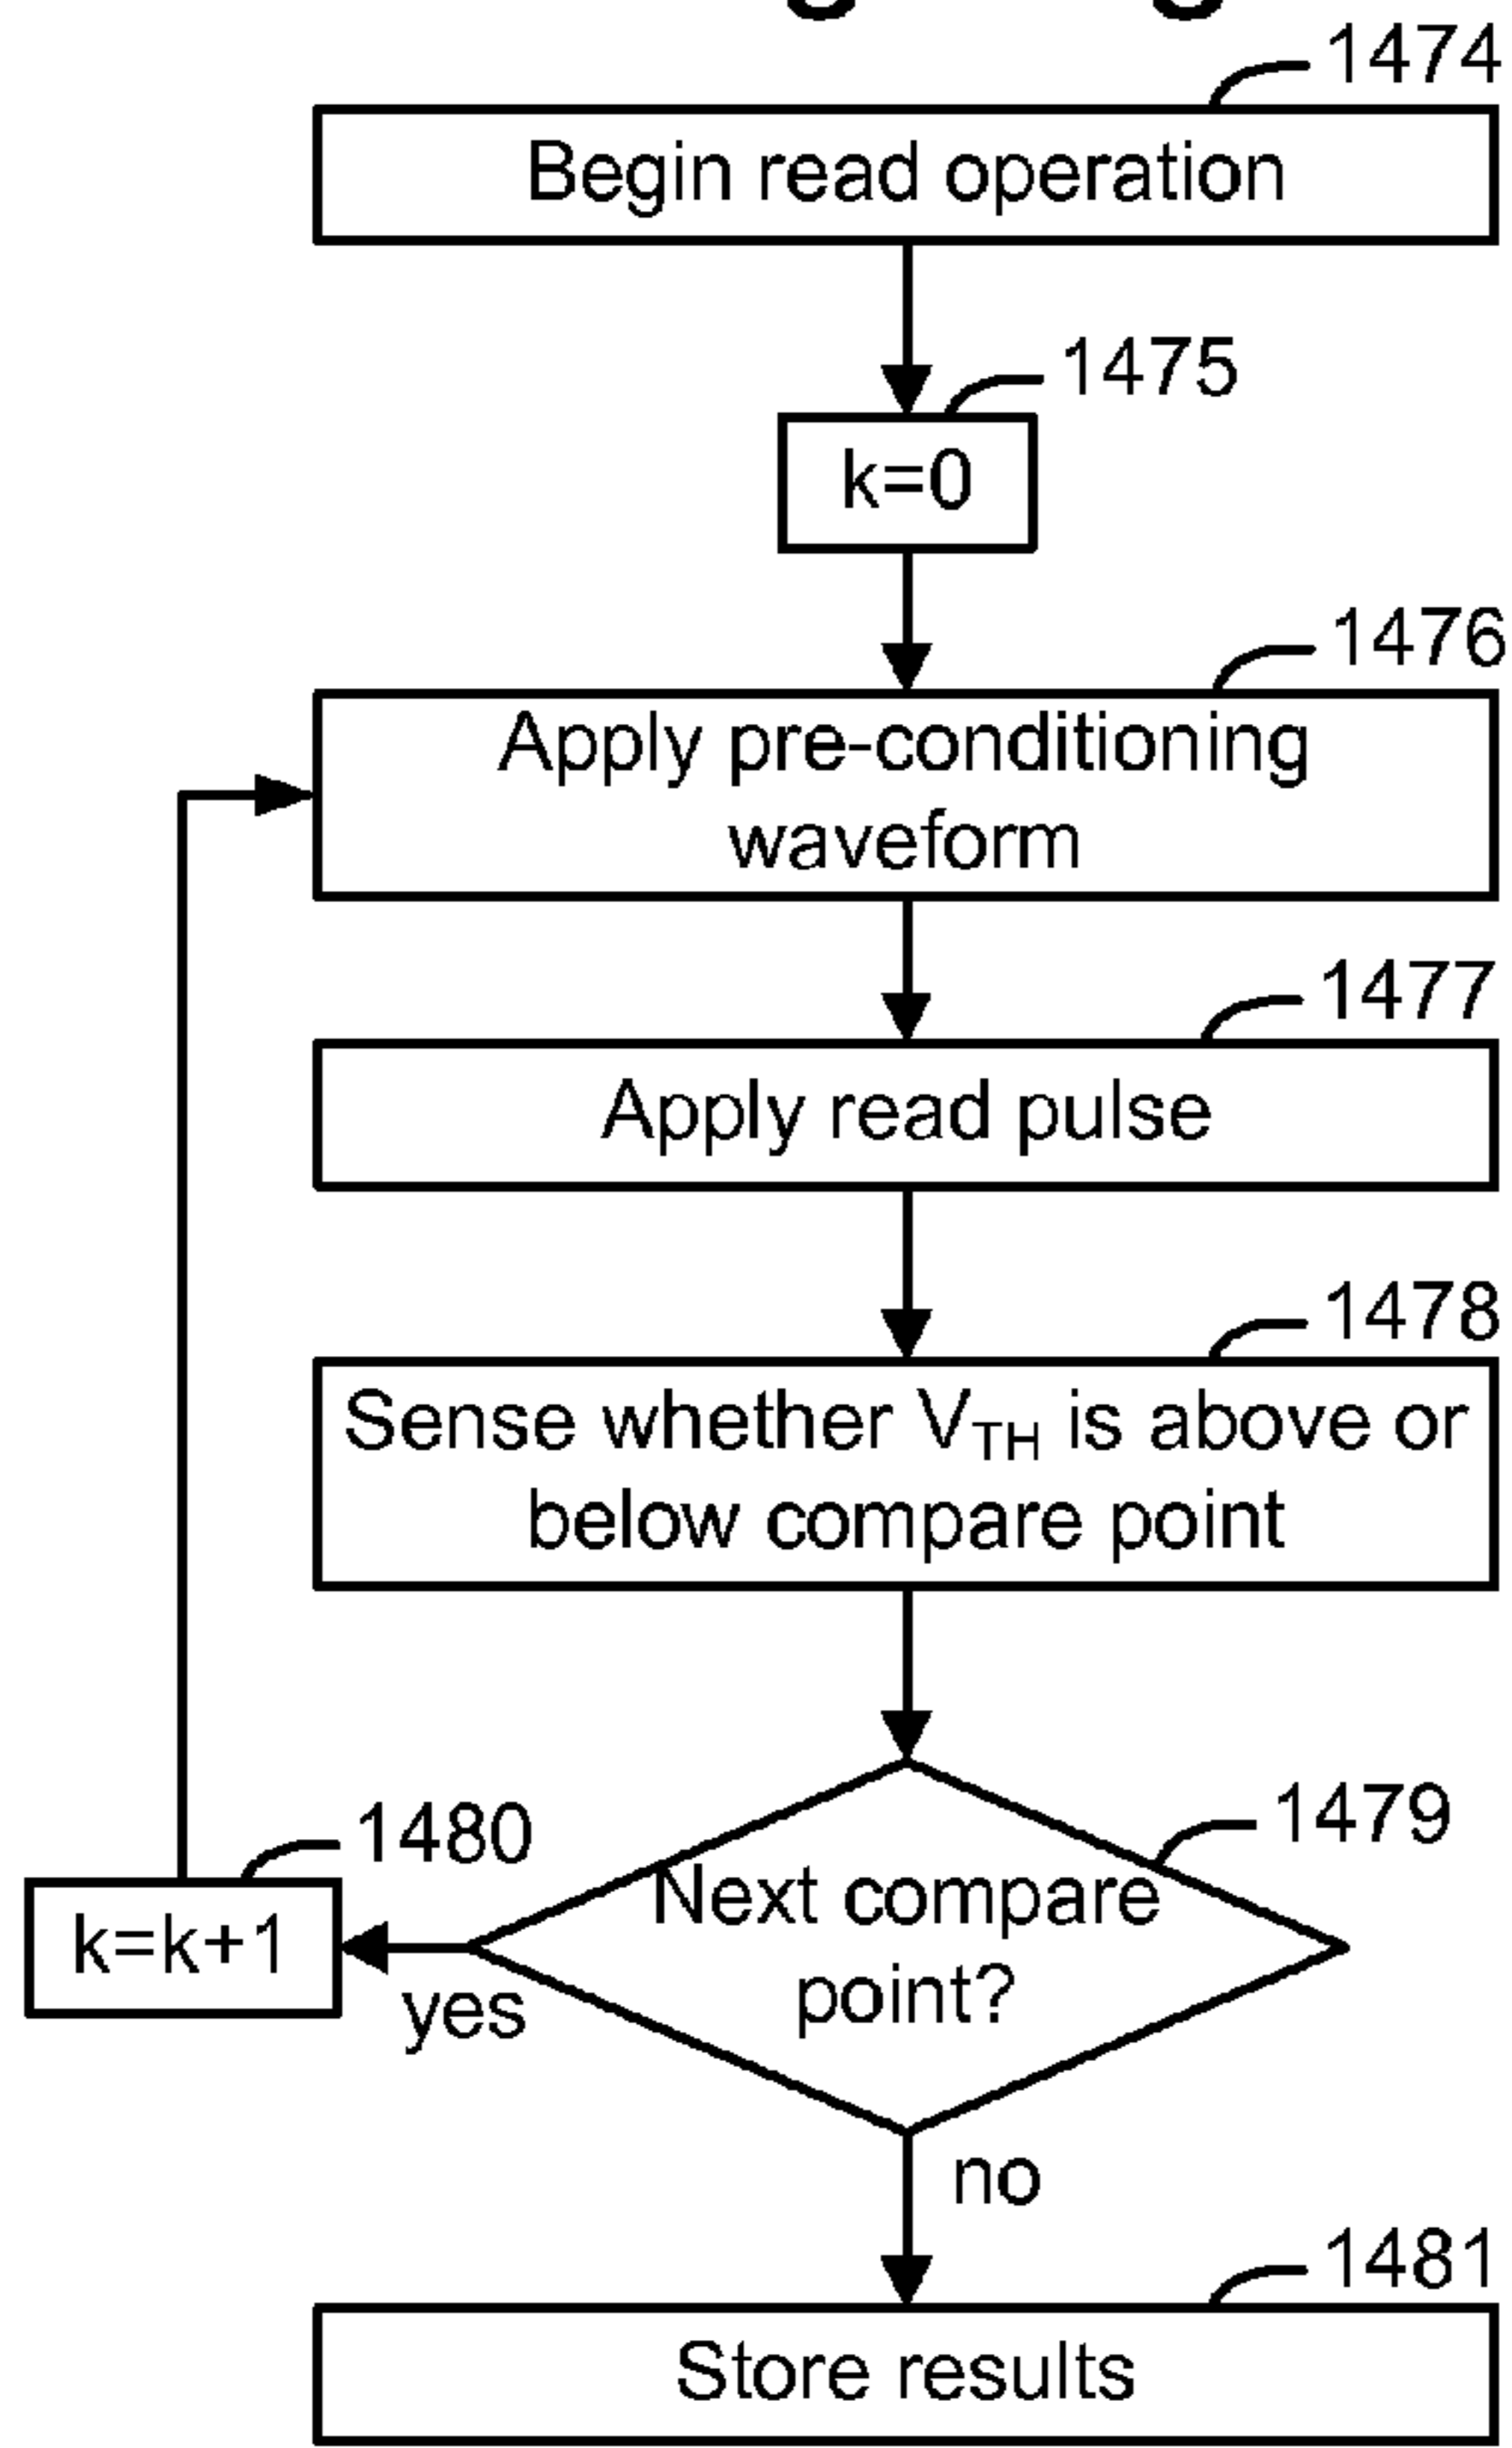 1474
Begin read operation
1475
k=0
1476
Apply pre-conditioning
waveform
1477
Apply read pulse
1478
Sense whether VTH is above or
below compare point
1479
Next compare
point?
1480
k=k+1
yes
no
1481
Store results